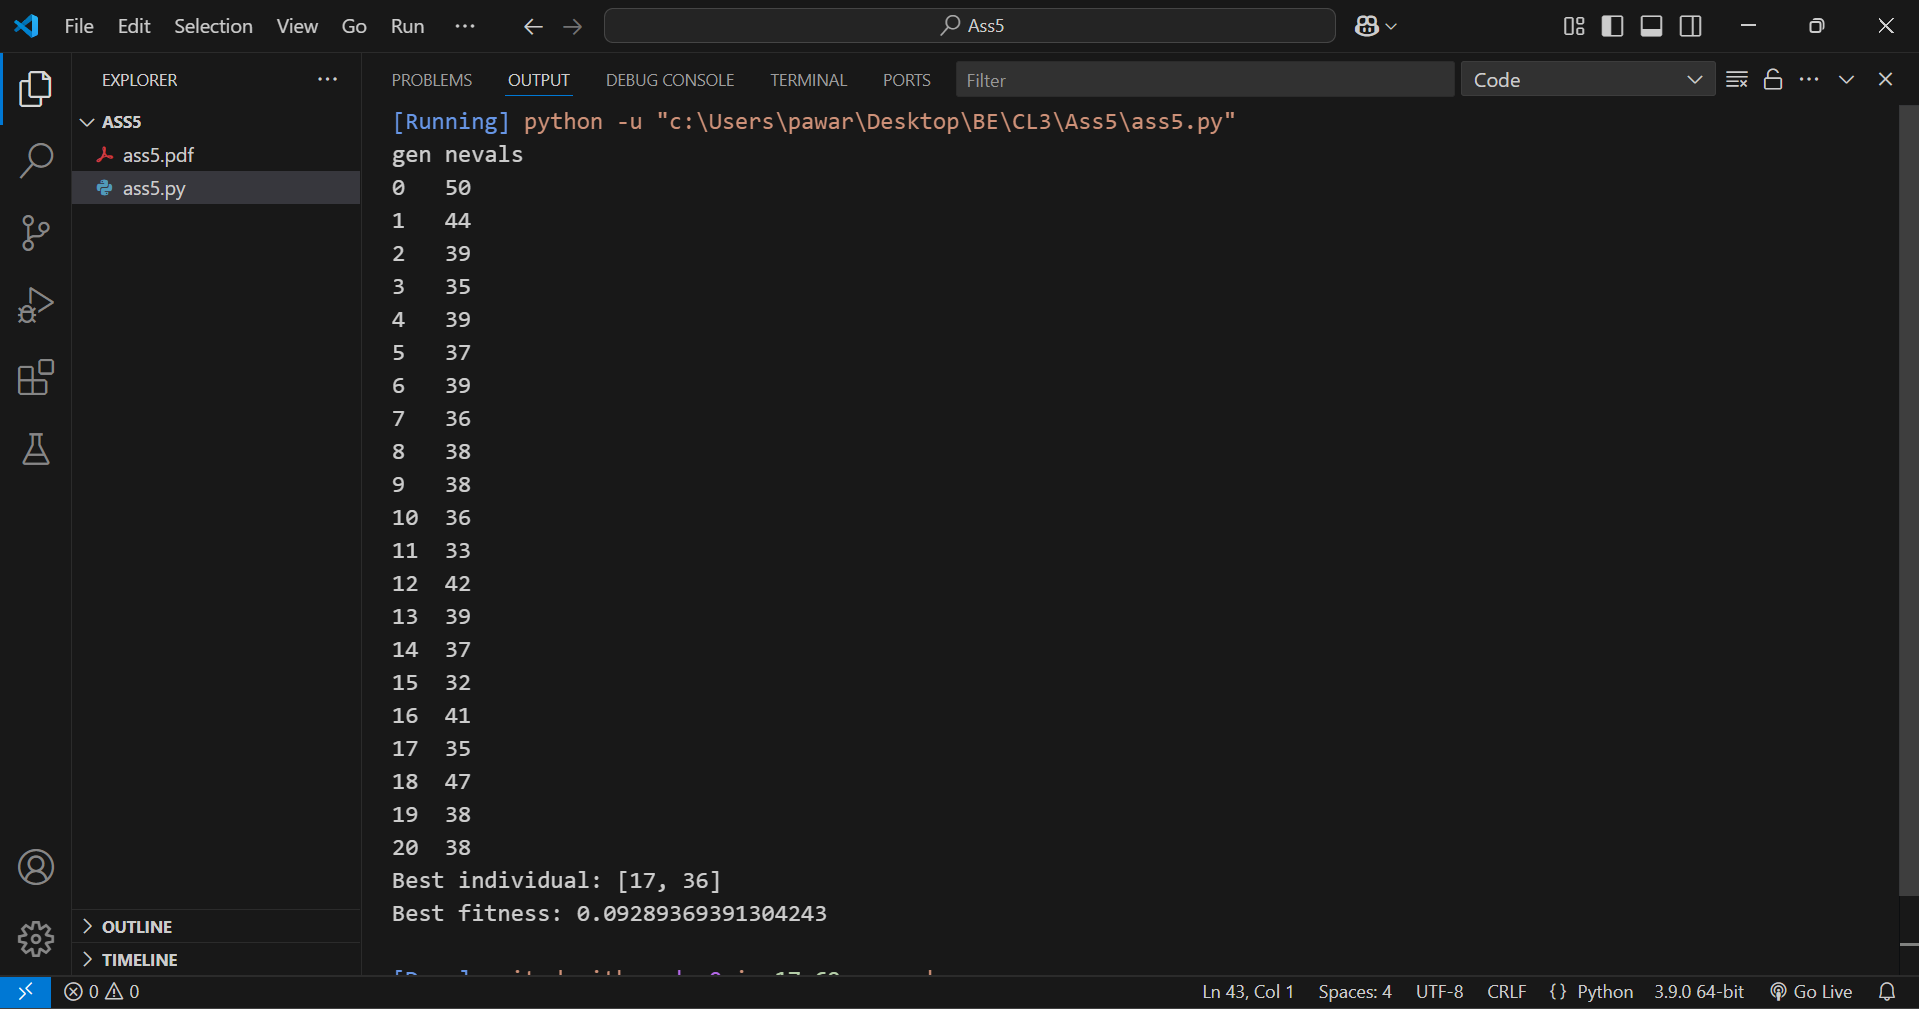 File Edit Selection View Go Run ··· Ass5
EXPLORER ···
ASS5
ass5.pdf
ass5.py
OUTLINE
TIMELINE
PROBLEMS OUTPUT DEBUG CONSOLE TERMINAL PORTS Filter Code ···
[Running] python -u "c:\Users\pawar\Desktop\BE\CL3\Ass5\ass5.py"
gen nevals
0 50
1 44
2 39
3 35
4 39
5 37
6 39
7 36
8 38
9 38
10 36
11 33
12 42
13 39
14 37
15 32
16 41
17 35
18 47
19 38
20 38
Best individual: [17, 36]
Best fitness: 0.09289369391304243
0 0 Ln 43, Col 1 Spaces: 4 UTF-8 CRLF {} Python 3.9.0 64-bit Go Live